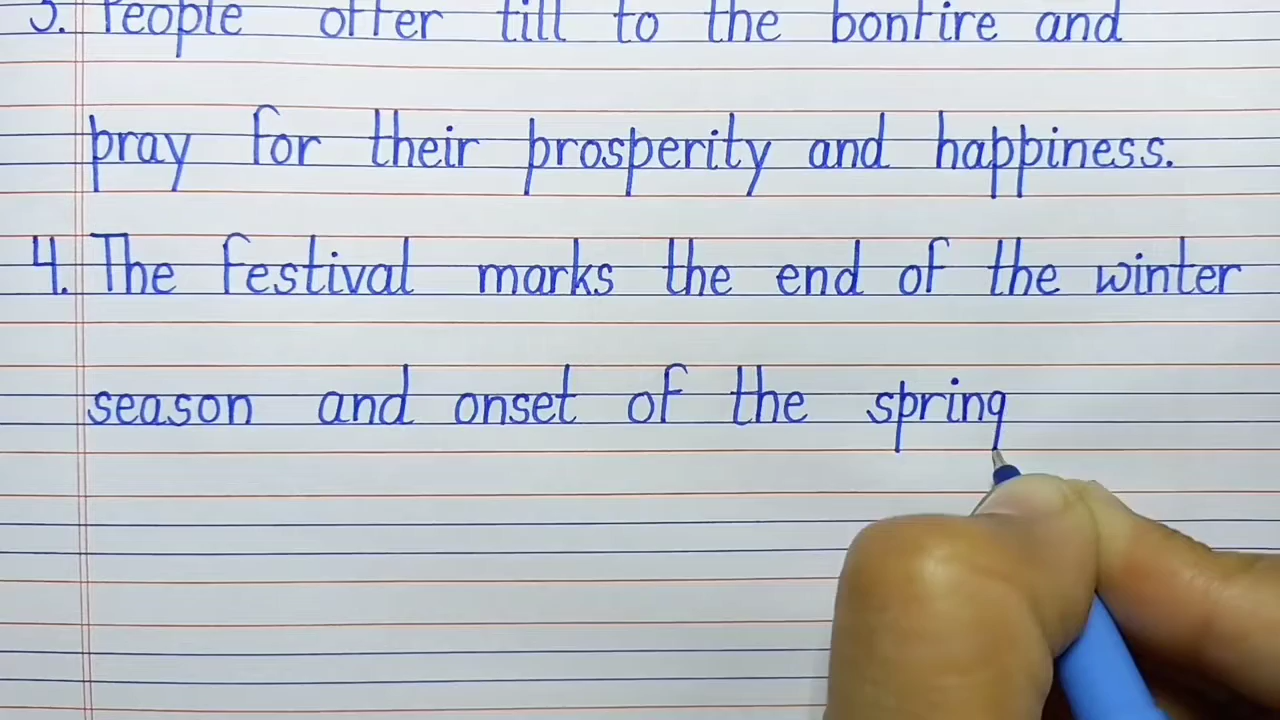 3. People offer till to the bonfire and
pray for their prosperity and happiness.
4. The festival marks the end of the winter
season and onset of the spring